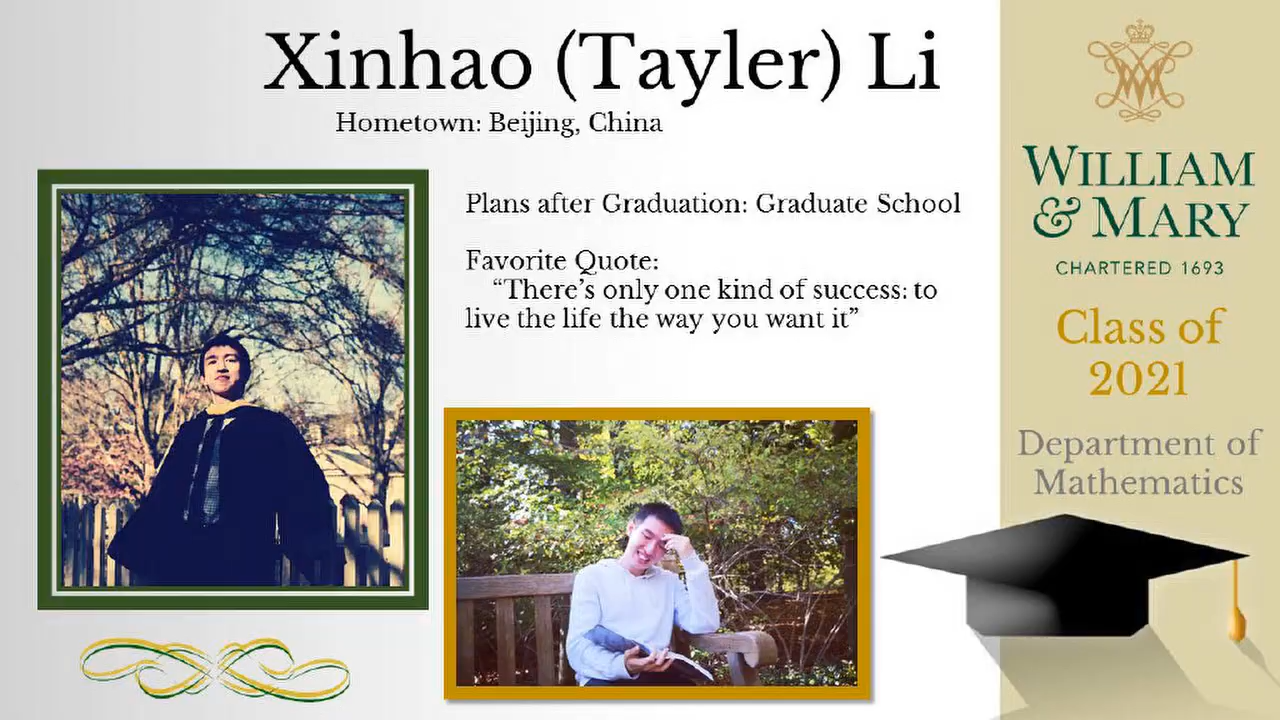 Xinhao (Tayler) Li
Hometown: Beijing, China
Plans after Graduation: Graduate School
Favorite Quote:
“There’s only one kind of success: to
live the life the way you want it”
WILLIAM
& MARY
CHARTERED 1693
Class of
2021
Department of
Mathematics